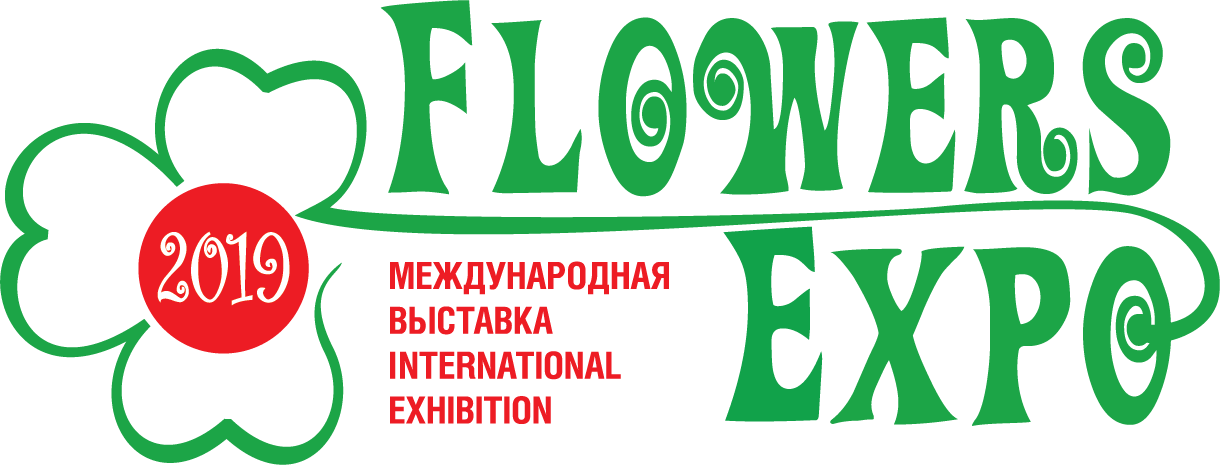 FLOWERS
EXPO
2019
МЕЖДУНАРОДНАЯ
ВЫСТАВКА
INTERNATIONAL
EXHIBITION